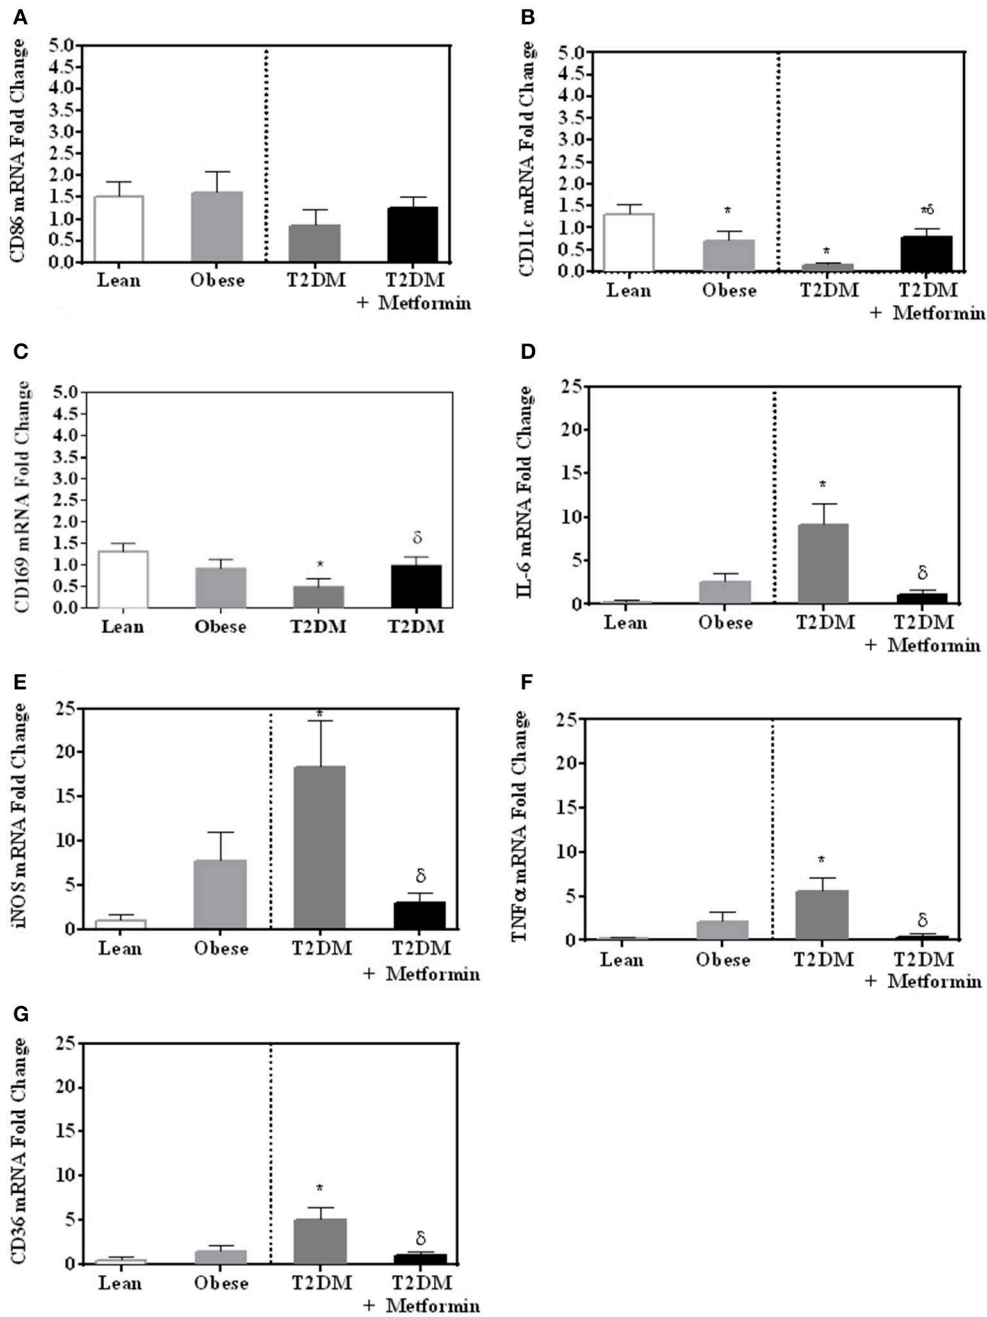 A
CD86 mRNA Fold Change
5.0
4.5
4.0
3.5
3.0
2.5
2.0
1.5
1.0
0.5
0.0
Lean Obese T2DM T2DM
+ Metformin
B
CD11c mRNA Fold Change
5.0
4.5
4.0
3.5
3.0
2.5
2.0
1.5
1.0
0.5
0.0
*
*
*δ
Lean Obese T2DM T2DM
+ Metformin
C
CD169 mRNA Fold Change
5.0
4.5
4.0
3.5
3.0
2.5
2.0
1.5
1.0
0.5
0.0
*
δ
Lean Obese T2DM T2DM
D
IL-6 mRNA Fold Change
25
20
15
10
5
0
*
δ
Lean Obese T2DM T2DM
+ Metformin
E
iNOS mRNA Fold Change
25
20
15
10
5
0
*
δ
Lean Obese T2DM T2DM
+ Metformin
F
TNFα mRNA Fold Change
25
20
15
10
5
0
*
δ
Lean Obese T2DM T2DM
+ Metformin
G
CD36 mRNA Fold Change
25
20
15
10
5
0
*
δ
Lean Obese T2DM T2DM
+ Metformin